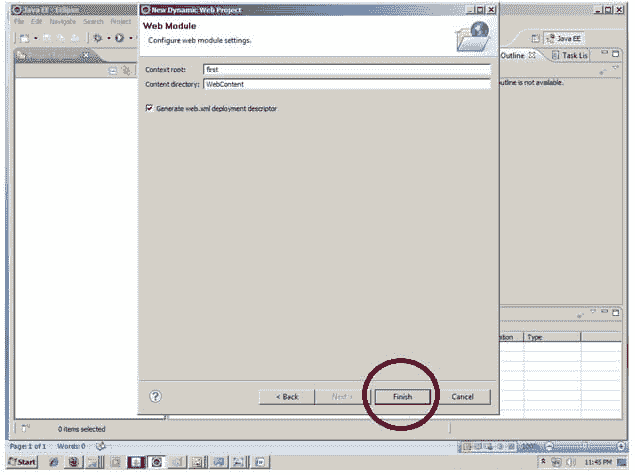 Java EE - Eclipse
File Edit Navigate Search Project
New Dynamic Web Project
Web Module
Configure web module settings.
Java EE
Outline
Task Lis
outline is not available.
Context root: first
Content directory: WebContent
Generate web.xml deployment descriptor
Type
?
< Back
Next >
Finish
Cancel
0 items selected
Page: 1 of 1
Words: 0
100%
Start
11:45 PM